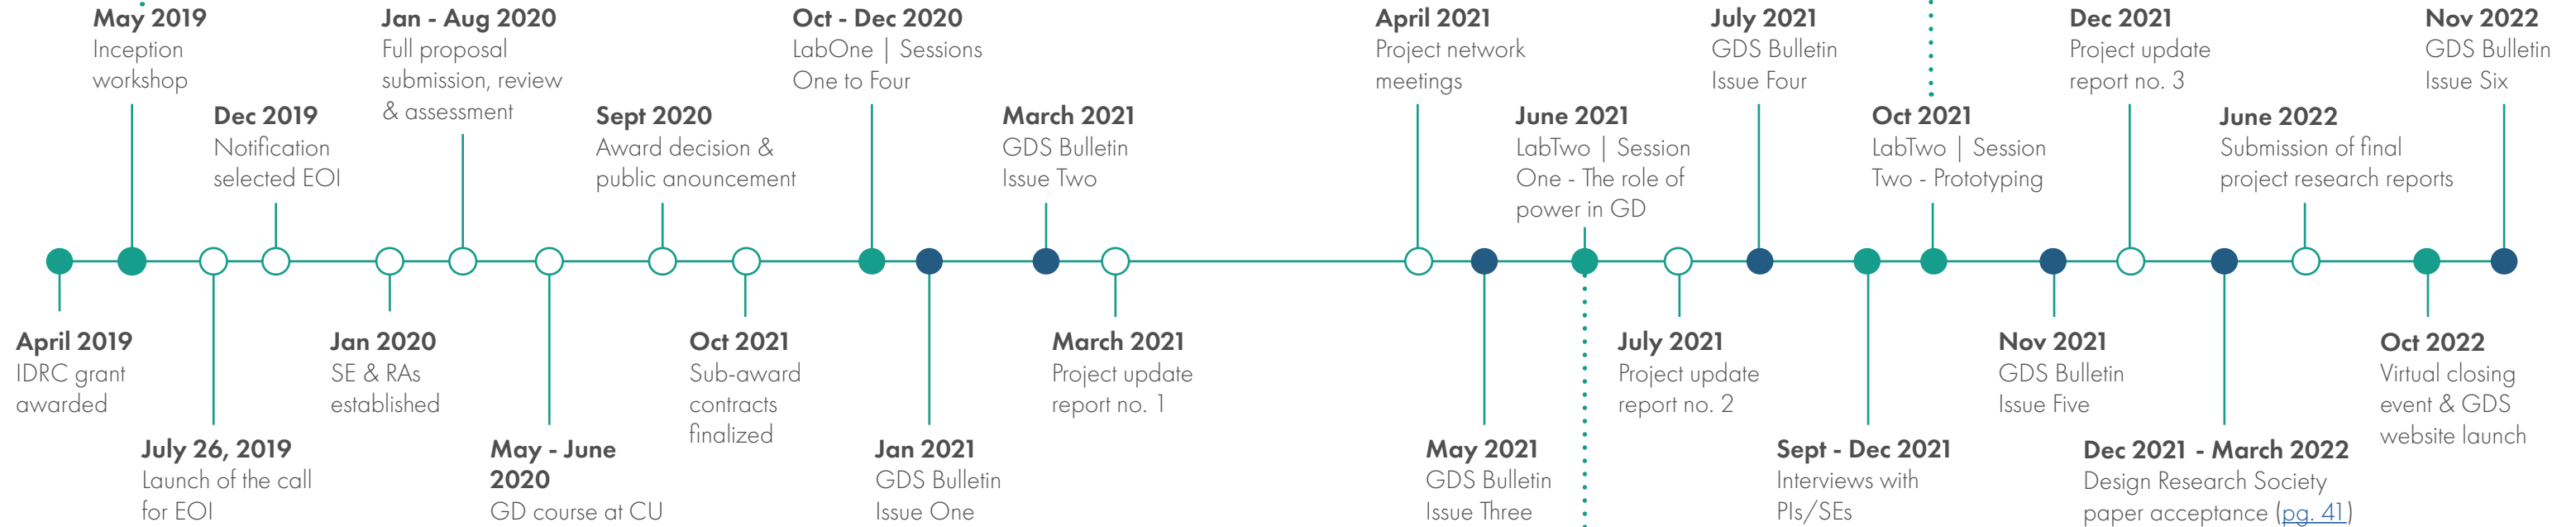 May 2019
Inception
workshop
Jan - Aug 2020
Full proposal
submission, review
& assessment
Oct - Dec 2020
LabOne | Sessions
One to Four
April 2021
Project network
meetings
July 2021
GDS Bulletin
Issue Four
Dec 2021
Project update
report no. 3
Nov 2022
GDS Bulletin
Issue Six
Dec 2019
Notification
selected EOI
Sept 2020
Award decision &
public anouncement
March 2021
GDS Bulletin
Issue Two
June 2021
LabTwo | Session
One - The role of
power in GD
Oct 2021
LabTwo | Session
Two - Prototyping
June 2022
Submission of final
project research reports
April 2019
IDRC grant
awarded
Jan 2020
SE & RAs
established
Oct 2021
Sub-award
contracts
finalized
March 2021
Project update
report no. 1
July 2021
Project update
report no. 2
Nov 2021
GDS Bulletin
Issue Five
Oct 2022
Virtual closing
event & GDS
website launch
July 26, 2019
Launch of the call
for EOI
May - June
2020
GD course at CU
Jan 2021
GDS Bulletin
Issue One
May 2021
GDS Bulletin
Issue Three
Sept - Dec 2021
Interviews with
PIs/SEs
Dec 2021 - March 2022
Design Research Society
paper acceptance (pg. 41)